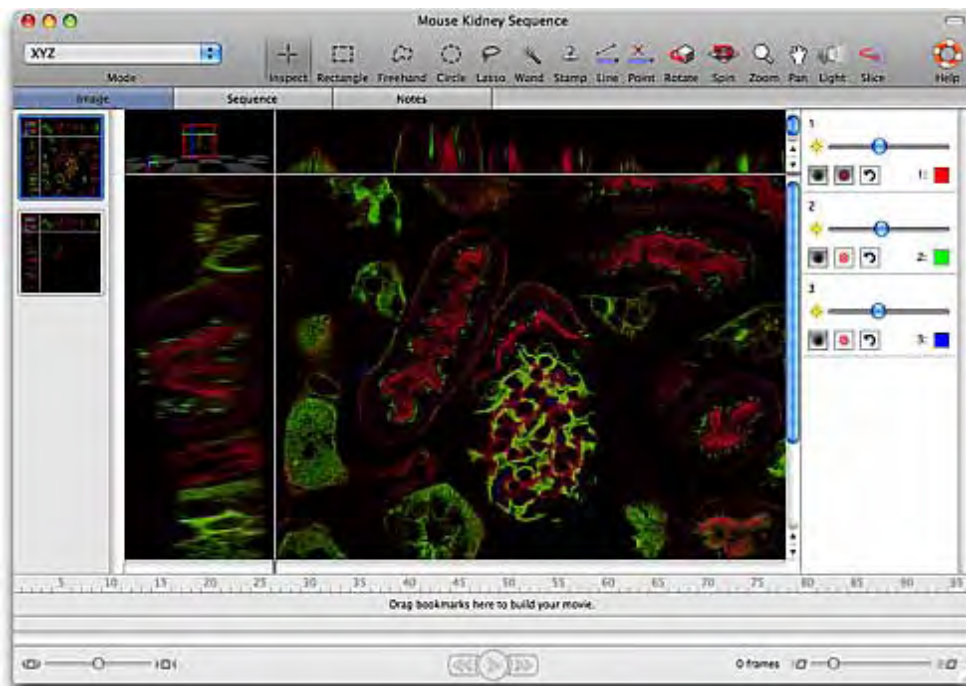 Mouse Kidney Sequence
XYZ
Mode
Inspect Rectangle Freehand Circle Lasso Wand Stamp Line Point Rotate Spin Zoom Pan Light Slice Help
Image Sequence Notes
1
1:
2
2:
3
3:
5 10 15 20 25 30 35 40 45 50 55 60 65 70 75 80 85 90 95
Drag bookmarks here to build your movie.
0 frames